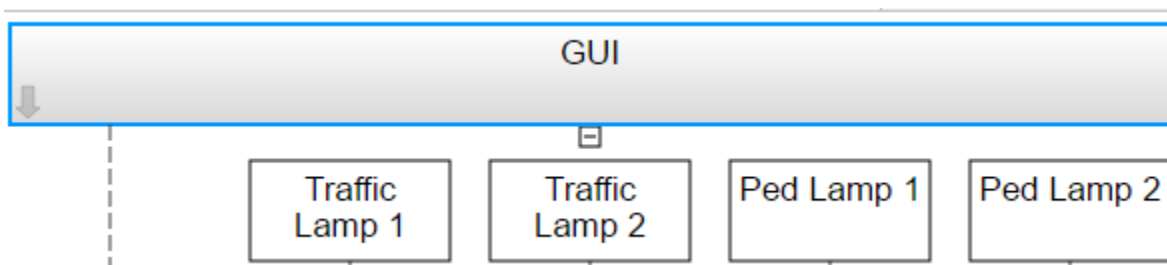 GUI
Traffic
Lamp 1
Traffic
Lamp 2
Ped Lamp 1
Ped Lamp 2